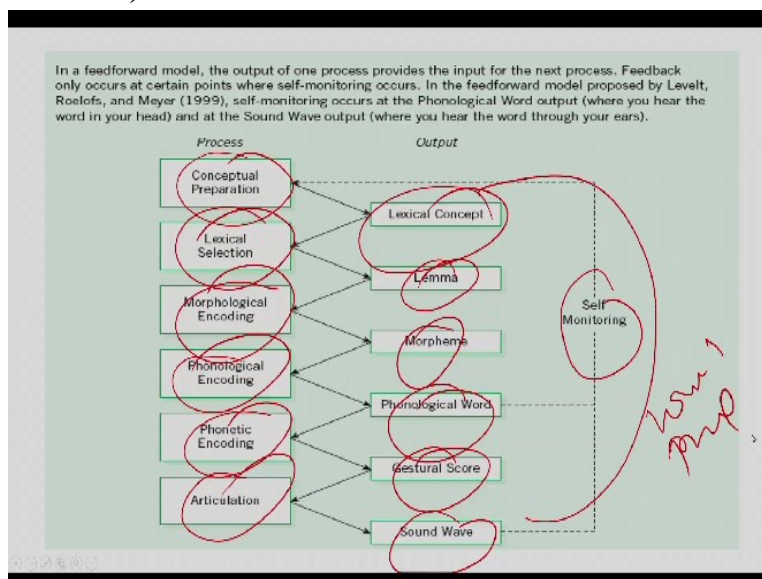 In a feedforward model, the output of one process provides the input for the next process. Feedback
only occurs at certain points where self-monitoring occurs. In the feedforward model proposed by Levelt,
Roelofs, and Meyer (1999), self-monitoring occurs at the Phonological Word output (where you hear the
word in your head) and at the Sound Wave output (where you hear the word through your ears).
Process
Output
Conceptual
Preparation
Lexical Concept
Lexical
Selection
Lemma
Morphological
Encoding
Self
Monitoring
Morpheme
Phonological
Encoding
Phonological Word
Phonetic
Encoding
Gestural Score
Articulation
Sound Wave